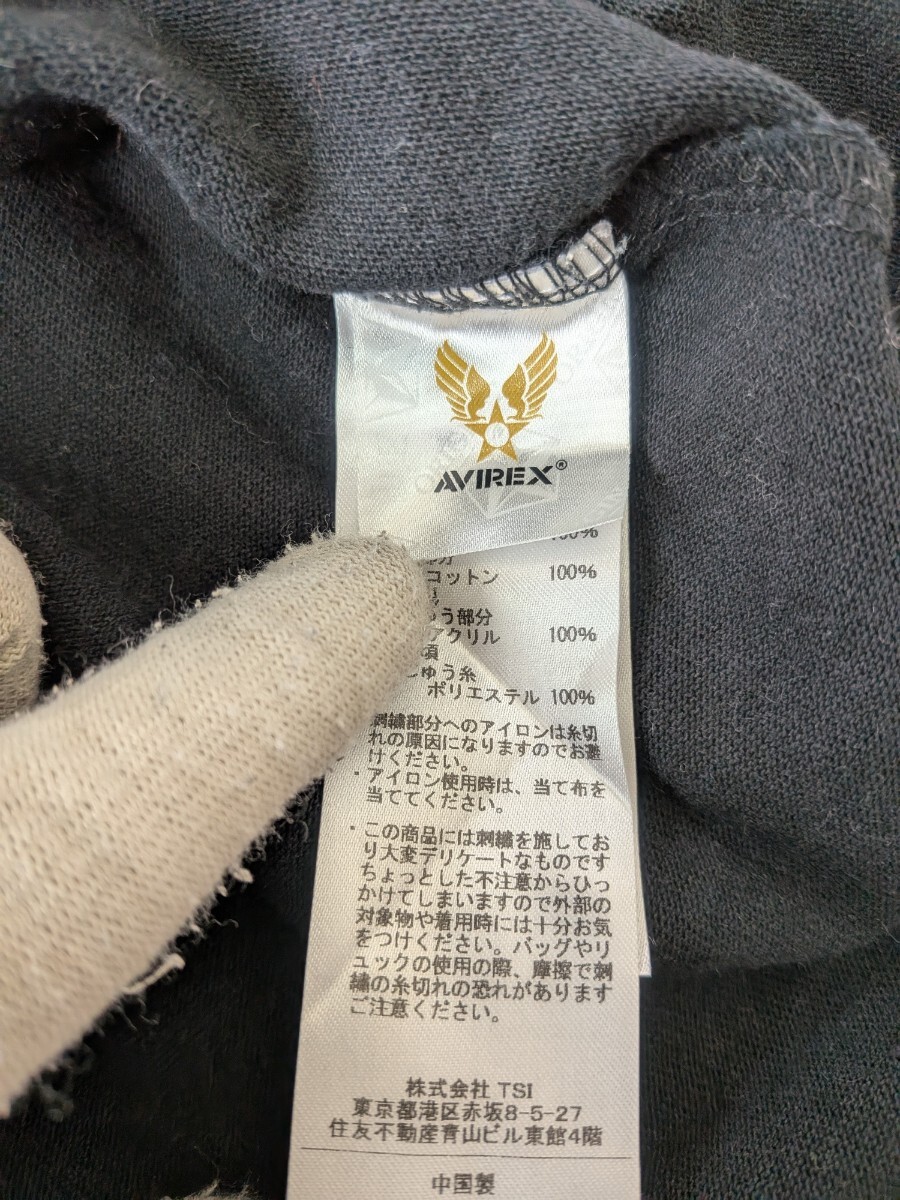 AVIREX®
100%
コットン 100%
う部分
アクリル 100%
項
しゅう糸
ポリエステル 100%
刺繍部分へのアイロンは糸切
れの原因になりますのでお避
けください。
・アイロン使用時は、当て布を
当ててください。
・この商品には刺繍を施してお
り大変デリケートなものです
ちょっとした不注意からひっ
かけてしまいますので外部の
対象物や着用時には十分お気
をつけください。バッグやリ
ュックの使用の際、摩擦で刺
繍の糸切れの恐れがあります
ご注意ください。
株式会社 TSI
東京都港区赤坂8-5-27
住友不動産青山ビル東館4階
中国製